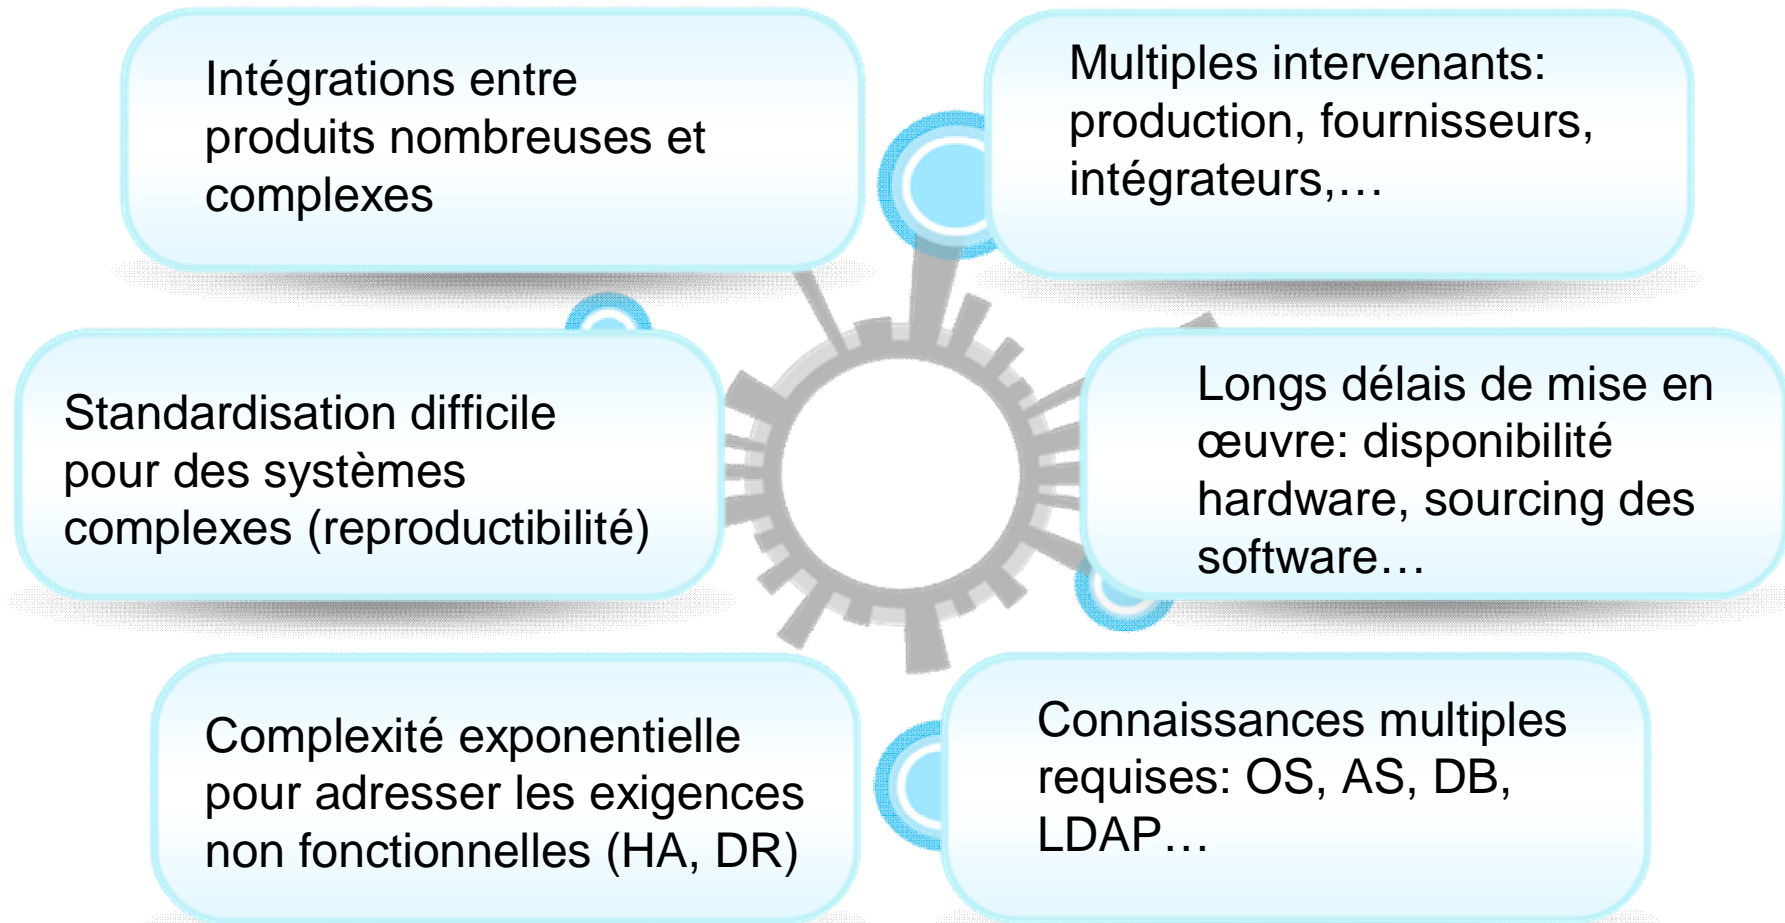 Intégrations entre
produits nombreuses et
complexes
Multiples intervenants:
production, fournisseurs,
intégrateurs,…
Standardisation difficile
pour des systèmes
complexes (reproductibilité)
Longs délais de mise en
œuvre: disponibilité
hardware, sourcing des
software…
Complexité exponentielle
pour adresser les exigences
non fonctionnelles (HA, DR)
Connaissances multiples
requises: OS, AS, DB,
LDAP…